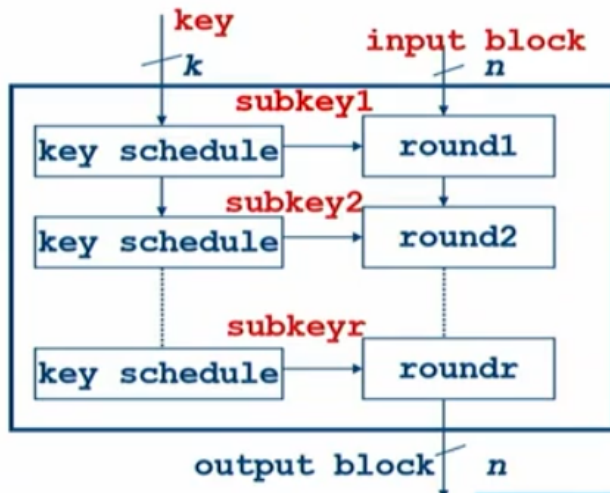 key
input block
k
n
subkey1
key schedule
round1
subkey2
key schedule
round2
subkeyr
key schedule
roundr
output block
n